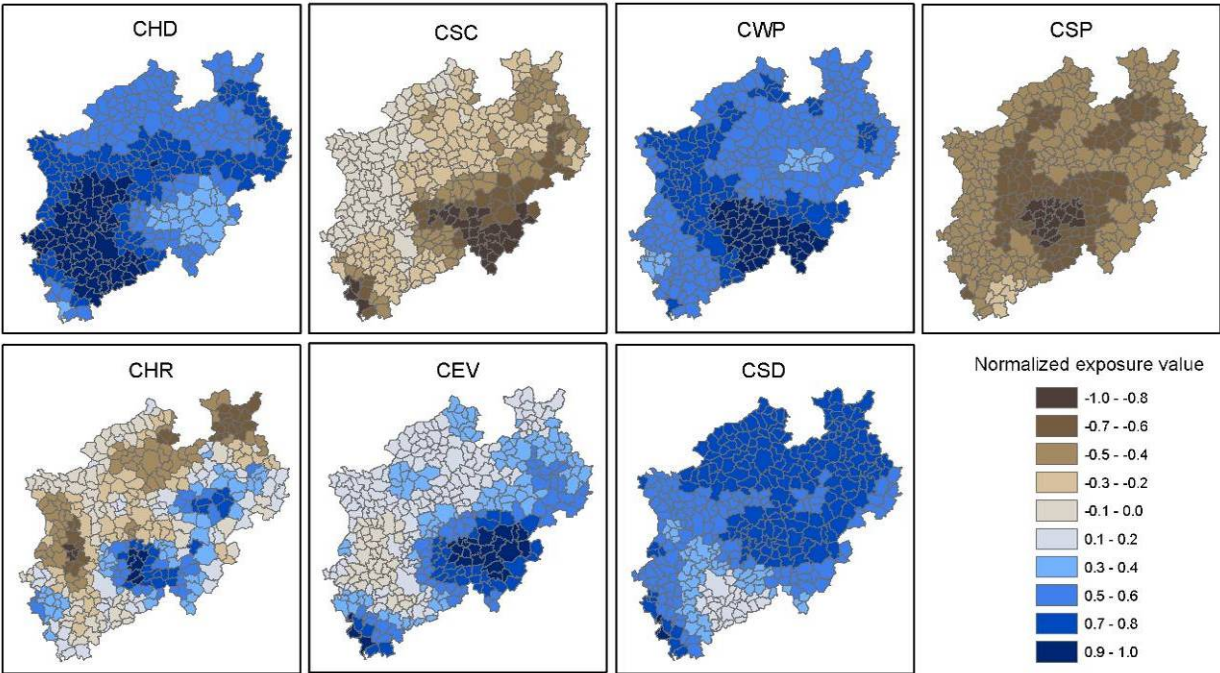 CHD
CSC
CWP
CSP
CHR
CEV
CSD
Normalized exposure value
-1.0 - -0.8
-0.7 - -0.6
-0.5 - -0.4
-0.3 - -0.2
-0.1 - 0.0
0.1 - 0.2
0.3 - 0.4
0.5 - 0.6
0.7 - 0.8
0.9 - 1.0